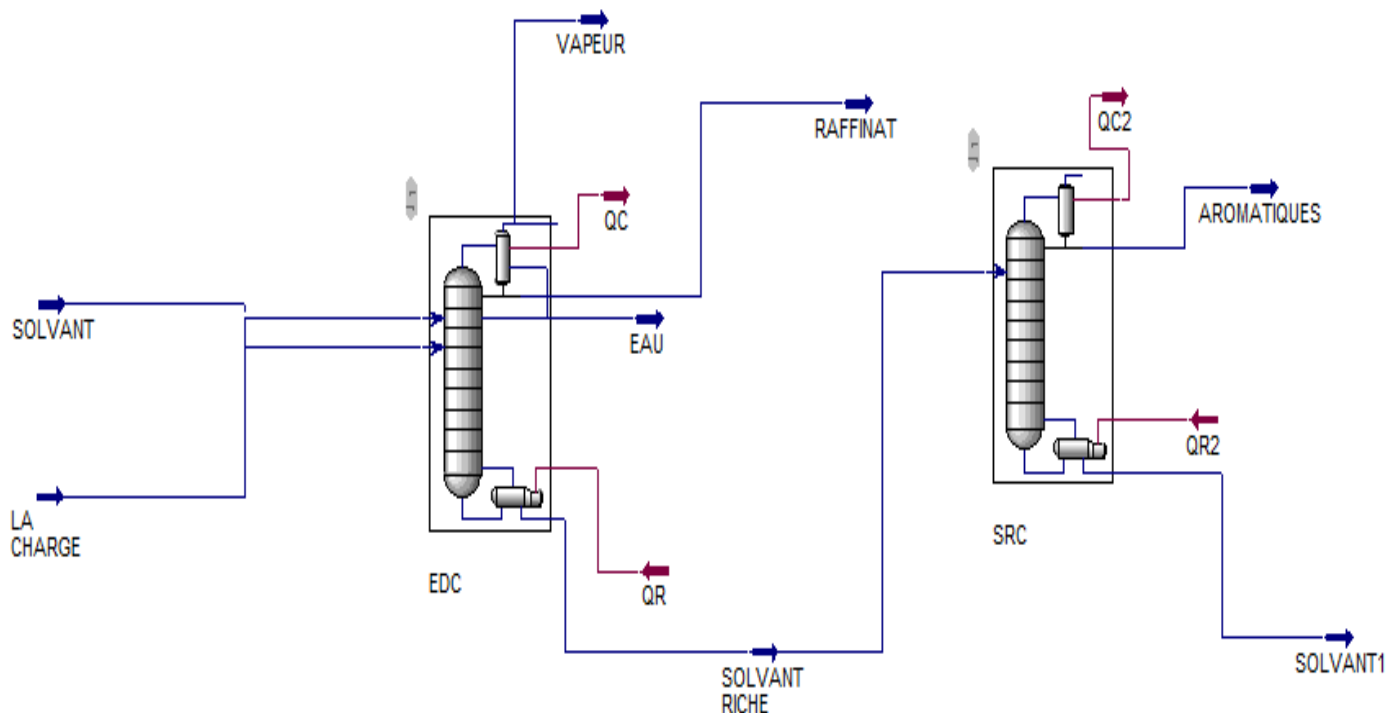 VAPEUR
QC2
RAFFINAT
QC
AROMATIQUES
SOLVANT
EAU
QR2
LA
CHARGE
SRC
EDC
QR
SOLVANT
RICHE
SOLVANT1